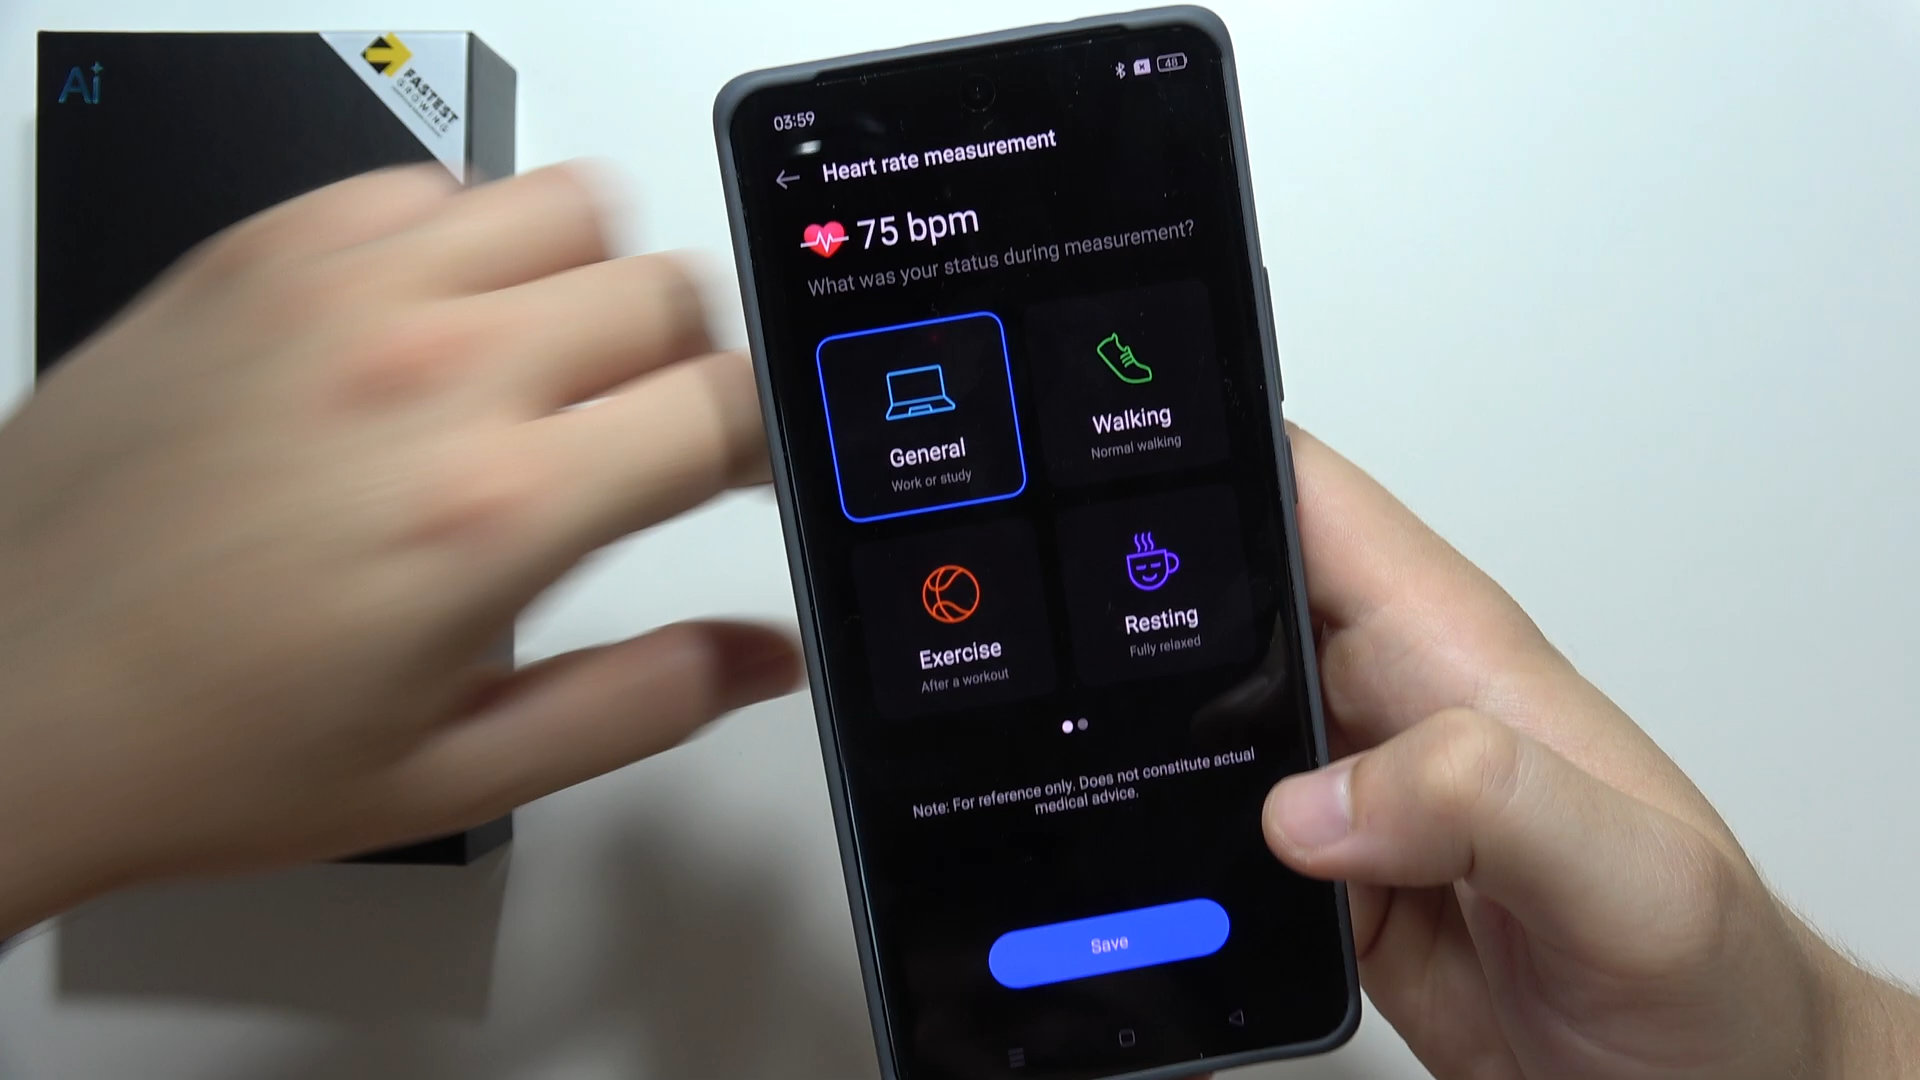 Ai
FASTEST
GROWING
03:59
48
Heart rate measurement
75 bpm
What was your status during measurement?
General
Work or study
Walking
Normal walking
Exercise
After a workout
Resting
Fully relaxed
Note: For reference only. Does not constitute actual
medical advice.
Save